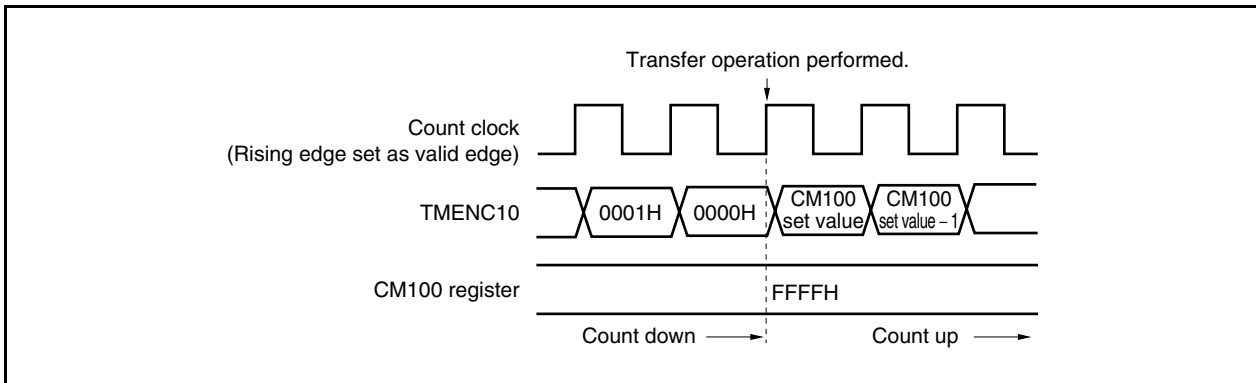 Transfer operation performed.
Count clock
(Rising edge set as valid edge)
TMENC10
0001H
0000H
CM100
set value
CM100
set value – 1
CM100 register
FFFFH
Count down
Count up